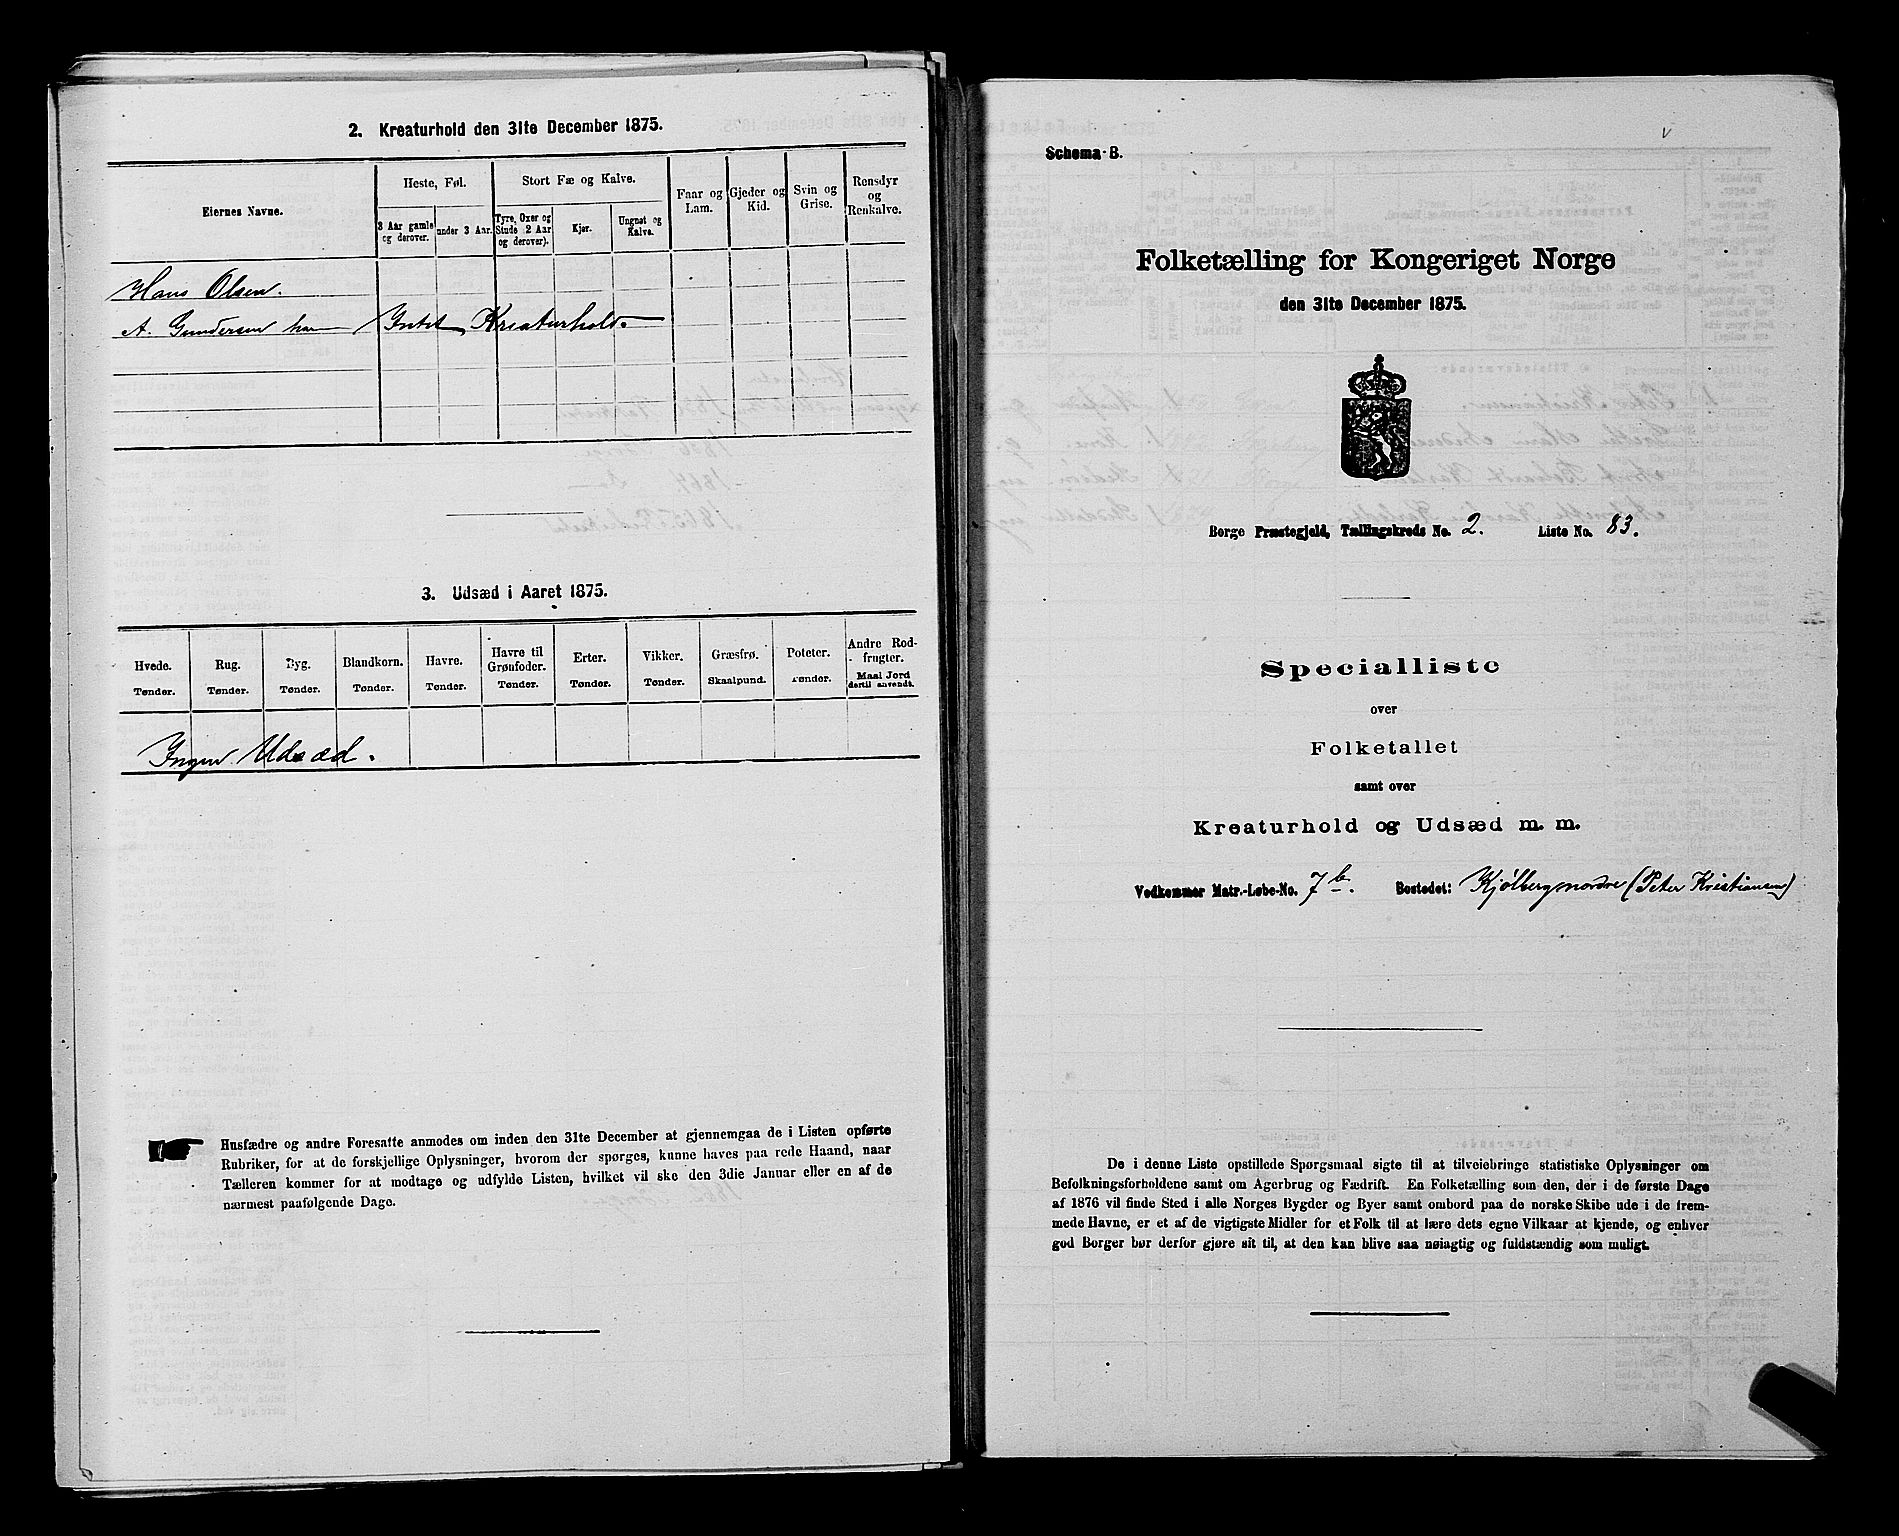 2. Kreaturhold den 31te December 1875.
Eiernes Navne.
Heste, Føl.
3 Aar gamle og derover.
under 3 Aar.
Stort Fæ og Kalve.
Tyre, Oxer og Stude 2 Aar og derover).
Kjør.
Ungnøt og Kalve.
Faar og Lam.
Gjeder og Kid.
Svin og Grise.
Rensdyr og Renkalve.
Hans Olsen.
A. Gundersen har Intet Kreaturhold.
3. Udsæd i Aaret 1875.
Hvede. Tønder.
Rug. Tønder.
Byg. Tønder.
Blandkorn. Tønder.
Havre. Tønder.
Havre til Grønfoder. Tønder.
Erter. Tønder.
Vikker. Tønder.
Græsfrø. Skaalpund.
Poteter. Tønder.
Andre Rodfrugter. Maal Jord dertil anvendt.
Ingen Udsæd.
Husfædre og andre Foresatte anmodes om inden den 31te December at gjennemgaa de i Listen opførte
Rubriker, for at de forskjellige Oplysninger, hvorom der spørges, kunne haves paa rede Haand, naar
Tælleren kommer for at modtage og udfylde Listen, hvilket vil ske den 3die Januar eller en af de
nærmest paafølgende Dage.
Schema B.
Folketælling for Kongeriget Norge
den 31te December 1875.
Borge Præstegjeld, Tællingskreds No. 2. Liste No. 83.
Specialliste
over
Folketallet
samt over
Kreaturhold og Udsæd m. m.
Vedkommer Matr.-Løbe-No. 7b. Bostedet: Kjølberg nordre (Peter Kristiansen)
De i denne Liste opstillede Spørgsmaal sigte til at tilveiebringe statistiske Oplysninger om
Befolkningsforholdene samt om Agerbrug og Fædrift. En Folketælling som den, der i de første Dage
af 1876 vil finde Sted i alle Norges Bygder og Byer samt ombord paa de norske Skibe ude i de frem-
mede Havne, er et af de vigtigste Midler for et Folk til at lære dets egne Vilkaar at kjende, og enhver
god Borger bør derfor gjøre sit til, at den kan blive saa nøiagtig og fuldstændig som muligt.